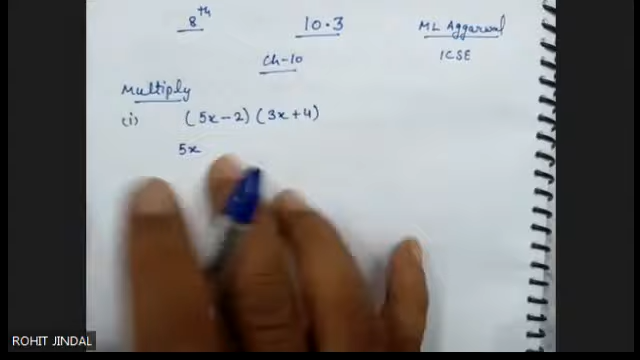 8th 10.3 ML Aggarwal
Ch-10 ICSE
Multiply
(i) (5x-2) (3x+4)
5x
ROHIT JINDAL